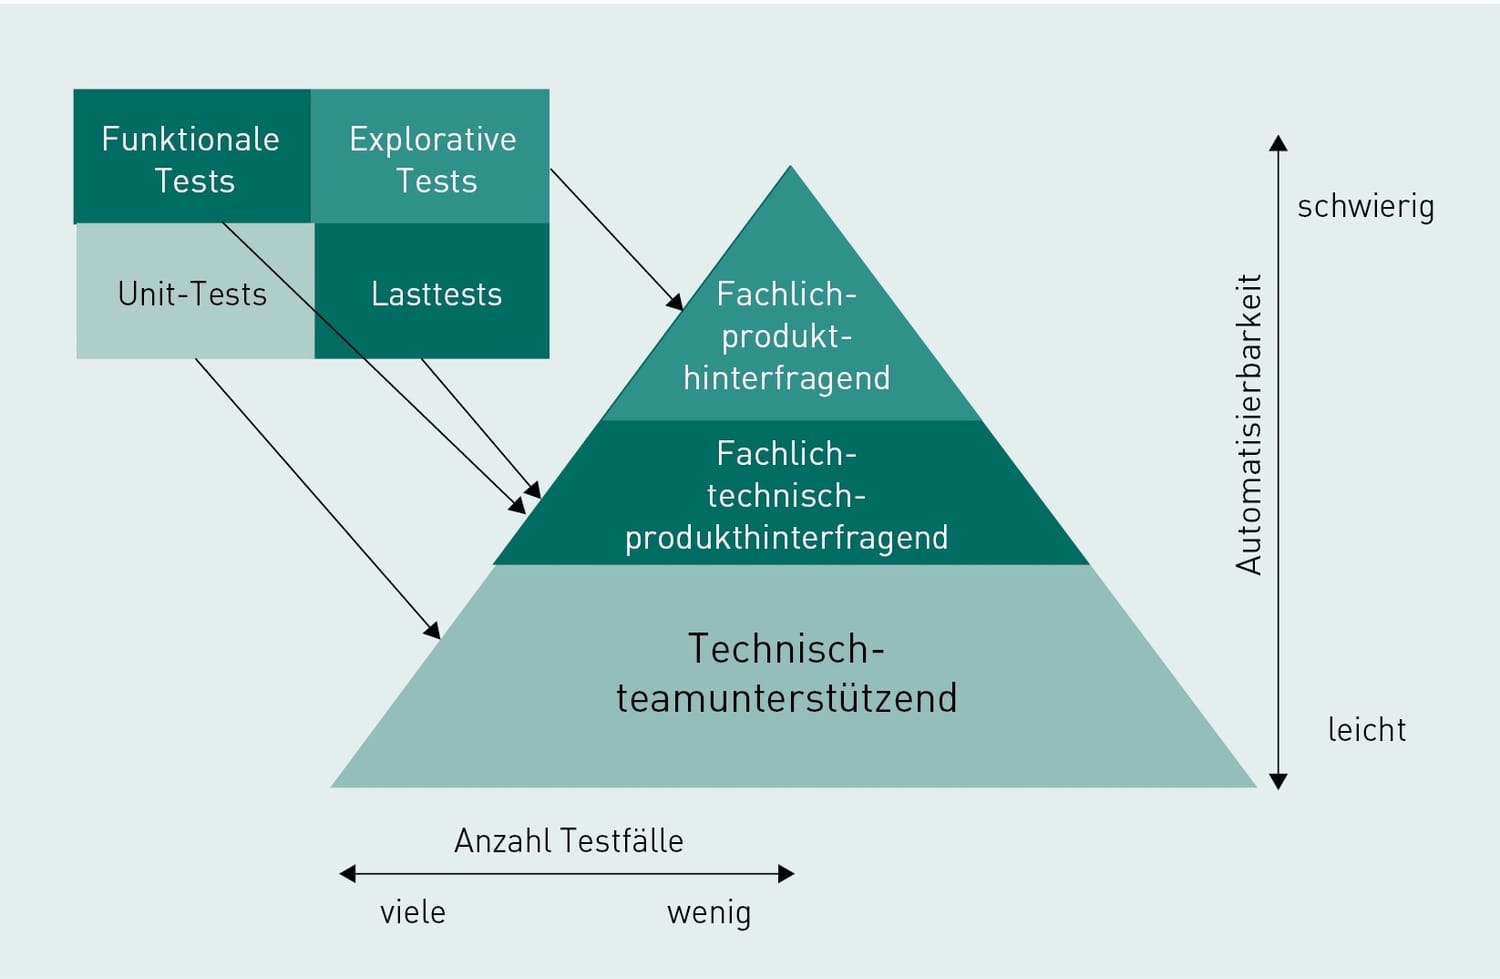 Funktionale
Tests
Explorative
Tests
Unit-Tests
Lasttests
Fachlich-
produkt-
hinterfragend
Fachlich-
technisch-
produkthinterfragend
Technisch-
teamunterstützend
schwierig
Automatisierbarkeit
leicht
Anzahl Testfälle
viele
wenig